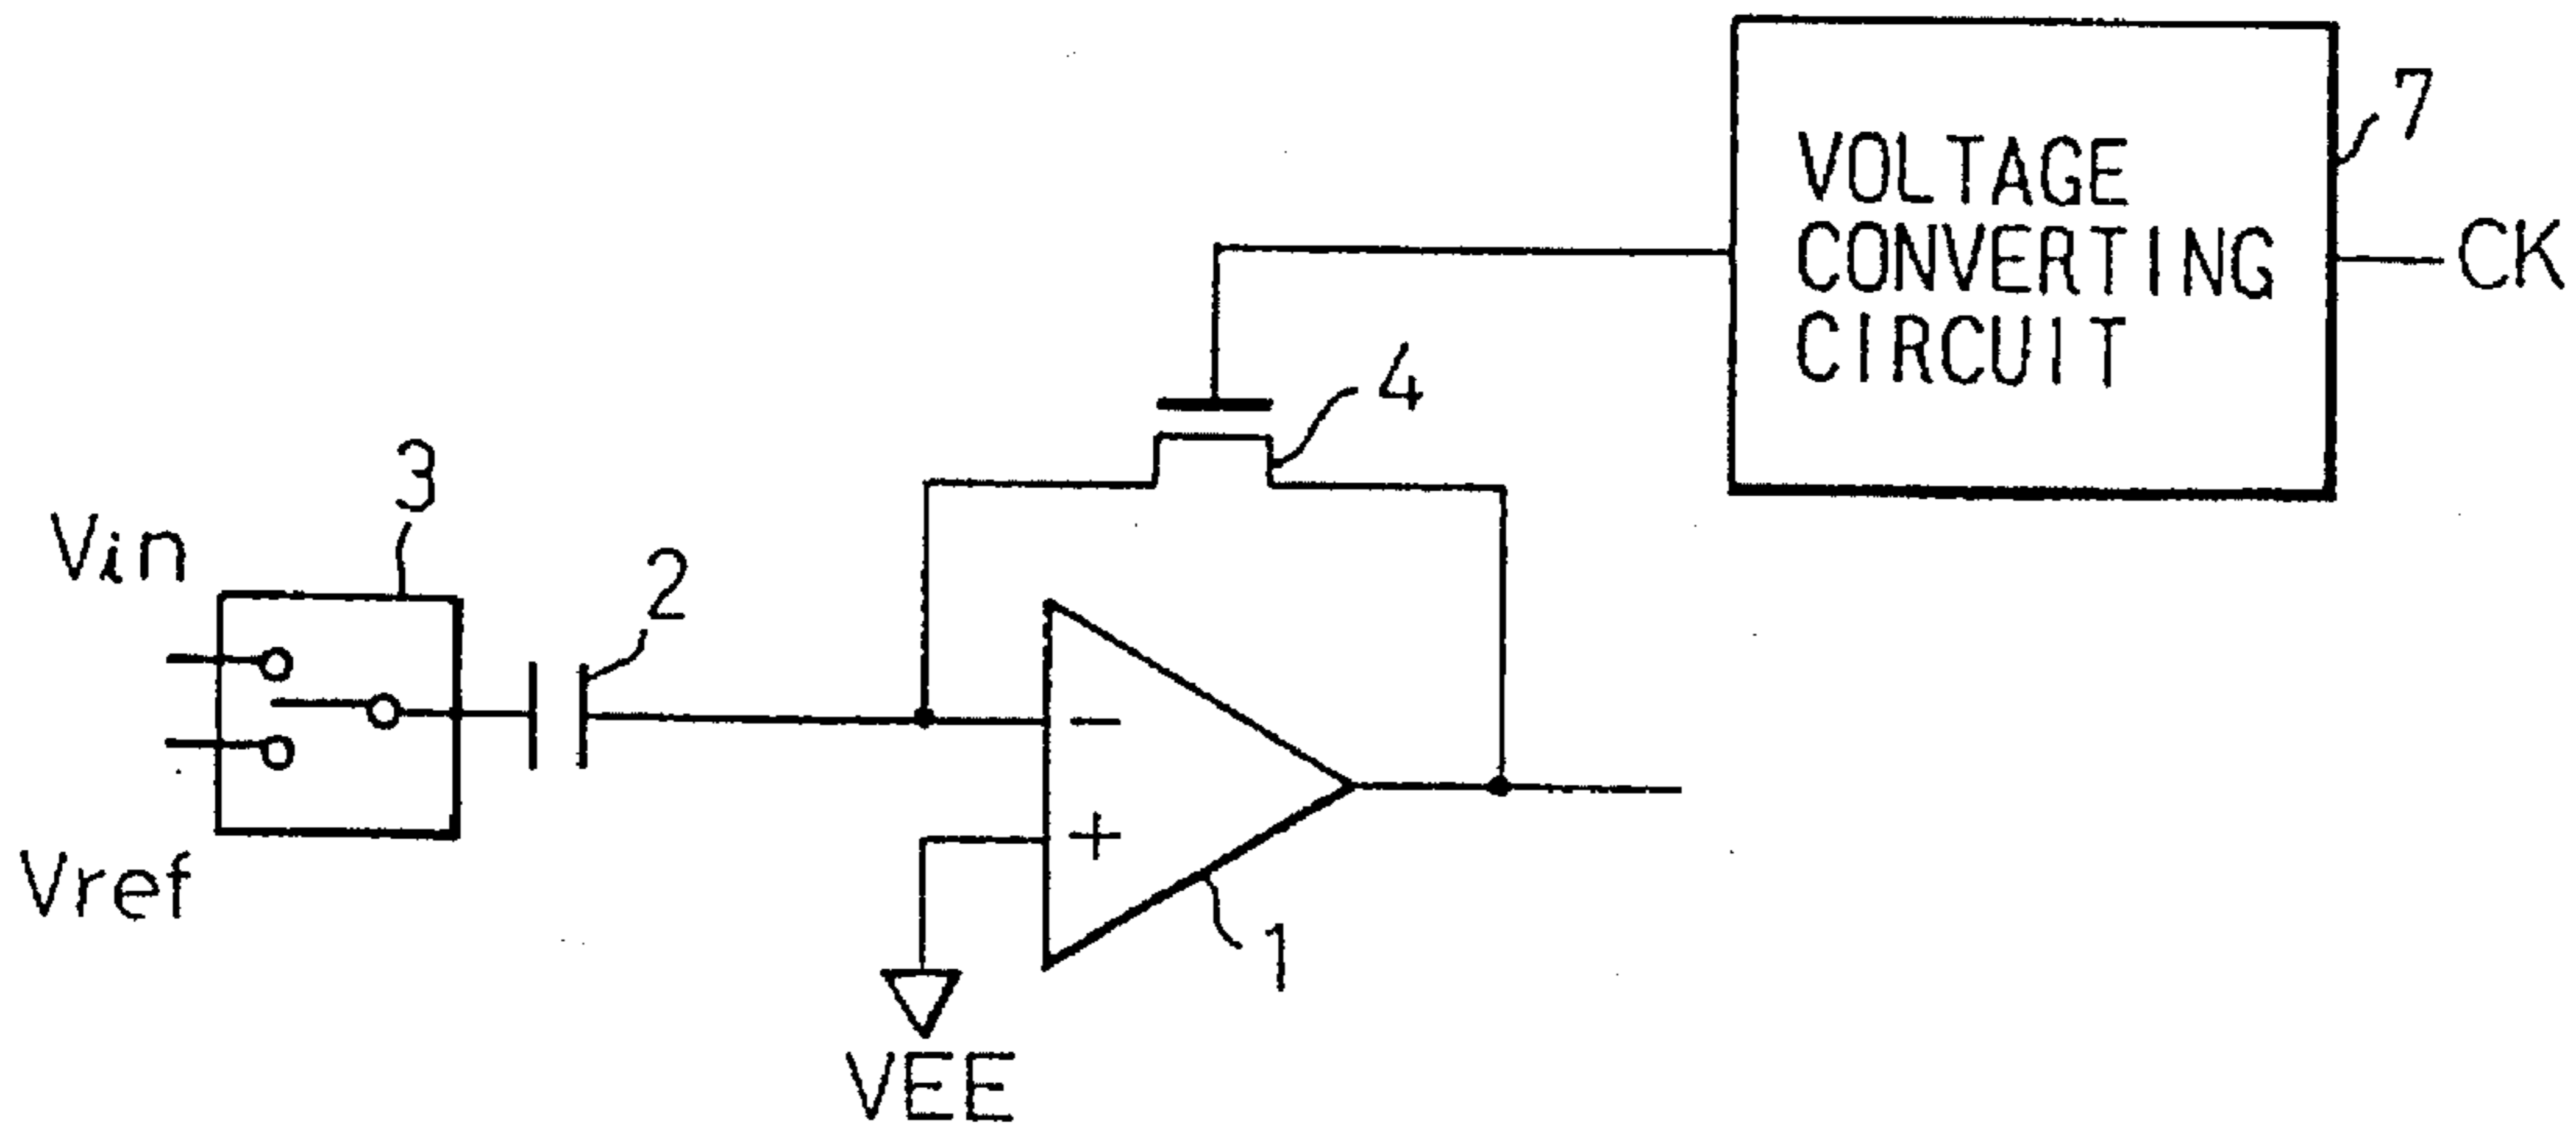 7
VOLTAGE
CONVERTING
CIRCUIT
CK
4
3
Vin
2
-
+
Vref
1
VEE